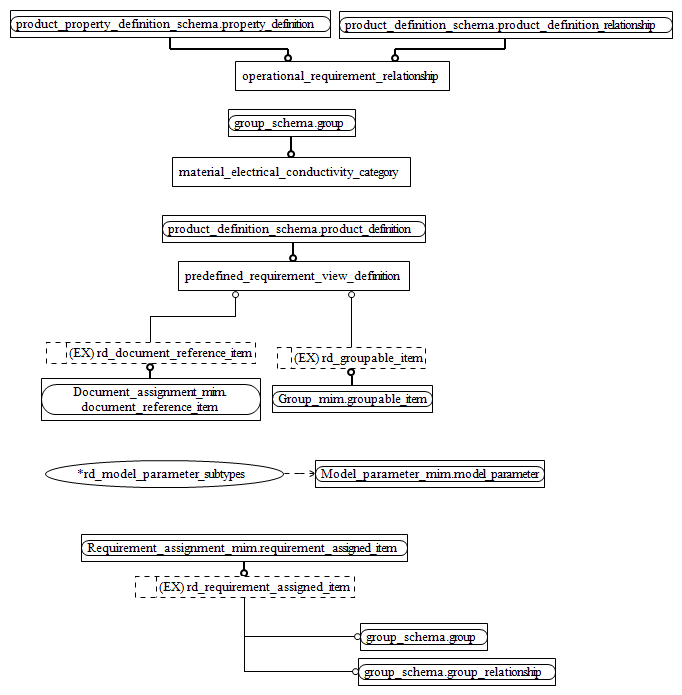 product_property_definition_schema.property_definition
product_definition_schema.product_definition_relationship
operational_requirement_relationship
group_schema.group
material_electrical_conductivity_category
product_definition_schema.product_definition
predefined_requirement_view_definition
(EX) rd_document_reference_item
(EX) rd_groupable_item
Document_assignment_mim.
document_reference_item
Group_mim.groupable_item
*rd_model_parameter_subtypes
Model_parameter_mim.model_parameter
Requirement_assignment_mim.requirement_assigned_item
(EX) rd_requirement_assigned_item
group_schema.group
group_schema.group_relationship